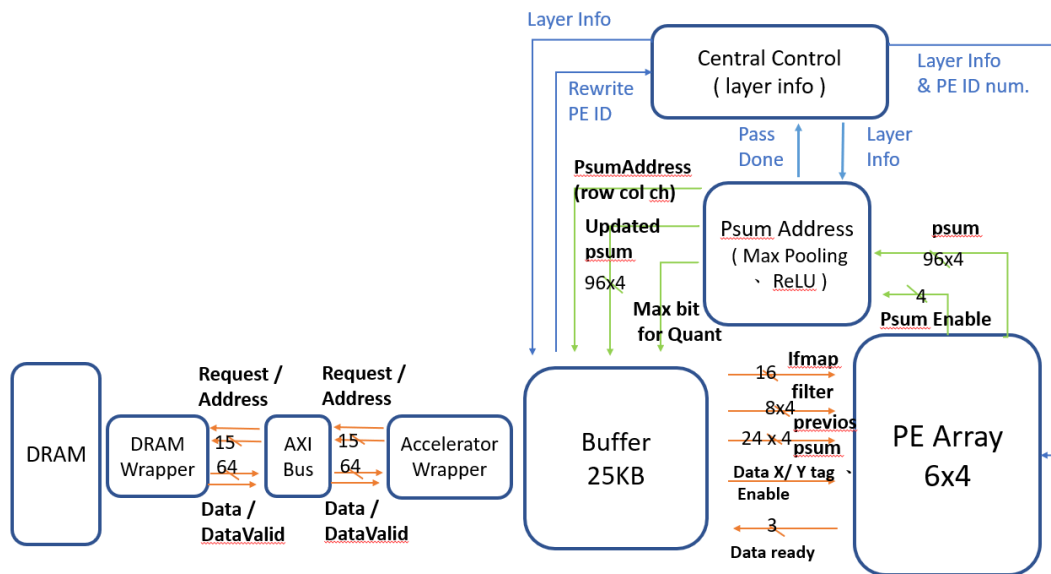 Layer Info
Central Control
( layer info )
Layer Info
& PE ID num.
Rewrite
PE ID
Pass
Done
Layer
Info
PsumAddress
(row col ch)
Updated
psum
96x4
Max bit
for Quant
Psum Address
( Max Pooling
、 ReLU )
psum
96x4
4
Psum Enable
DRAM
DRAM
Wrapper
Request /
Address
15
64
Data /
DataValid
AXI
Bus
Request /
Address
15
64
Data /
DataValid
Accelerator
Wrapper
Buffer
25KB
Ifmap
16
filter
8x4
previos
24 x 4
psum
Data X/ Y tag 、
Enable
3
Data ready
PE Array
6x4